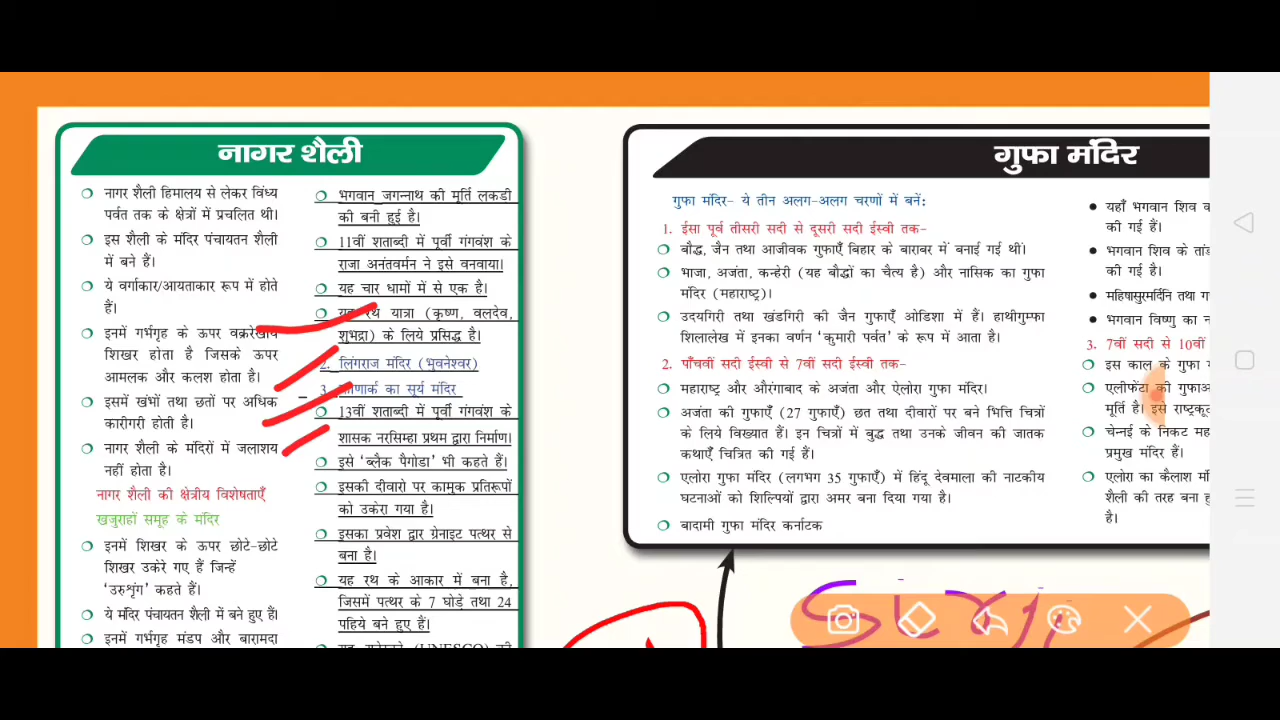 नागर शैली
नागर शैली हिमालय से लेकर विंध्य
पर्वत तक के क्षेत्रों में प्रचलित थी।
इस शैली के मंदिर पंचायतन शैली
में बने हैं।
ये वर्गाकार/आयताकार रूप में होते
हैं।
इनमें गर्भगृह के ऊपर वक्ररेखीय
शिखर होता है जिसके ऊपर
आमलक और कलश होता है।
इसमें खंभों तथा छतों पर अधिक
कारीगरी होती है।
नागर शैली के मंदिरों में जलाशय
नहीं होता है।
नागर शैली की क्षेत्रीय विशेषताएँ
खजुराहों समूह के मंदिर
इनमें शिखर के ऊपर छोटे-छोटे
शिखर उकेरे गए हैं जिन्हें
'उरुशृंग' कहते हैं।
ये मंदिर पंचायतन शैली में बने हुए हैं।
इनमें गर्भगृह मंडप और बारामदा
भगवान जगन्नाथ की मूर्ति लकडी
की बनी हुई है।
11वीं शताब्दी में पूर्वी गंगवंश के
राजा अनंतवर्मन ने इसे वनवाया।
यह चार धामों में से एक है।
यह रथ यात्रा (कृष्ण, वलदेव,
शुभद्रा) के लिये प्रसिद्ध है।
2. लिंगराज मंदिर (भूवनेश्वर)
3. कोणार्क का सूर्य मंदिर
13वीं शताब्दी में पूर्वी गंगवंश के
शासक नरसिम्हा प्रथम द्वारा निर्माण।
इसे 'ब्लैक पैगोडा' भी कहते हैं।
इसकी दीवारो पर कामुक प्रतिरूपों
को उकेरा गया है।
इसका प्रवेश द्वार ग्रेनाइट पत्थर से
बना है।
यह रथ के आकार में बना है,
जिसमें पत्थर के 7 घोड़े तथा 24
पहिये बने हुए हैं।
गुफा मंदिर
गुफा मंदिर- ये तीन अलग-अलग चरणों में बनें:
1. ईसा पूर्व तीसरी सदी से दूसरी सदी ईस्वी तक-
बौद्ध, जैन तथा आजीवक गुफाएँ बिहार के बाराबर में बनाई गई थीं।
भाजा, अजंता, कन्हेरी (यह बौद्धों का चैत्य है) और नासिक का गुफा
मंदिर (महाराष्ट्र)।
उदयगिरी तथा खंडगिरी की जैन गुफाएँ ओडिशा में हैं। हाथीगुम्फा
शिलालेख में इनका वर्णन 'कुमारी पर्वत' के रूप में आता है।
2. पाँचवीं सदी ईस्वी से 7वीं सदी ईस्वी तक-
महाराष्ट्र और औरंगाबाद के अजंता और ऐलोरा गुफा मंदिर।
अजंता की गुफाएँ (27 गुफाएँ) छत तथा दीवारों पर बने भित्ति चित्रों
के लिये विख्यात हैं। इन चित्रों में बुद्ध तथा उनके जीवन की जातक
कथाएँ चित्रित की गई हैं।
एलोरा गुफा मंदिर (लगभग 35 गुफाएँ) में हिंदू देवमाला की नाटकीय
घटनाओं को शिल्पियों द्वारा अमर बना दिया गया है।
बादामी गुफा मंदिर कर्नाटक
यहाँ भगवान शिव
की गई हैं।
भगवान शिव के
की गई है।
महिषासुरमर्दिनि तथा
भगवान विष्णु का
3. 7वीं सदी से 10वीं
इस काल के गुफा
एलीफेंटा की
मूर्ति है। इसे
चेन्नई के निकट
प्रमुख मंदिर हैं।
एलोरा का कैलाश
शैली की तरह बना
है।